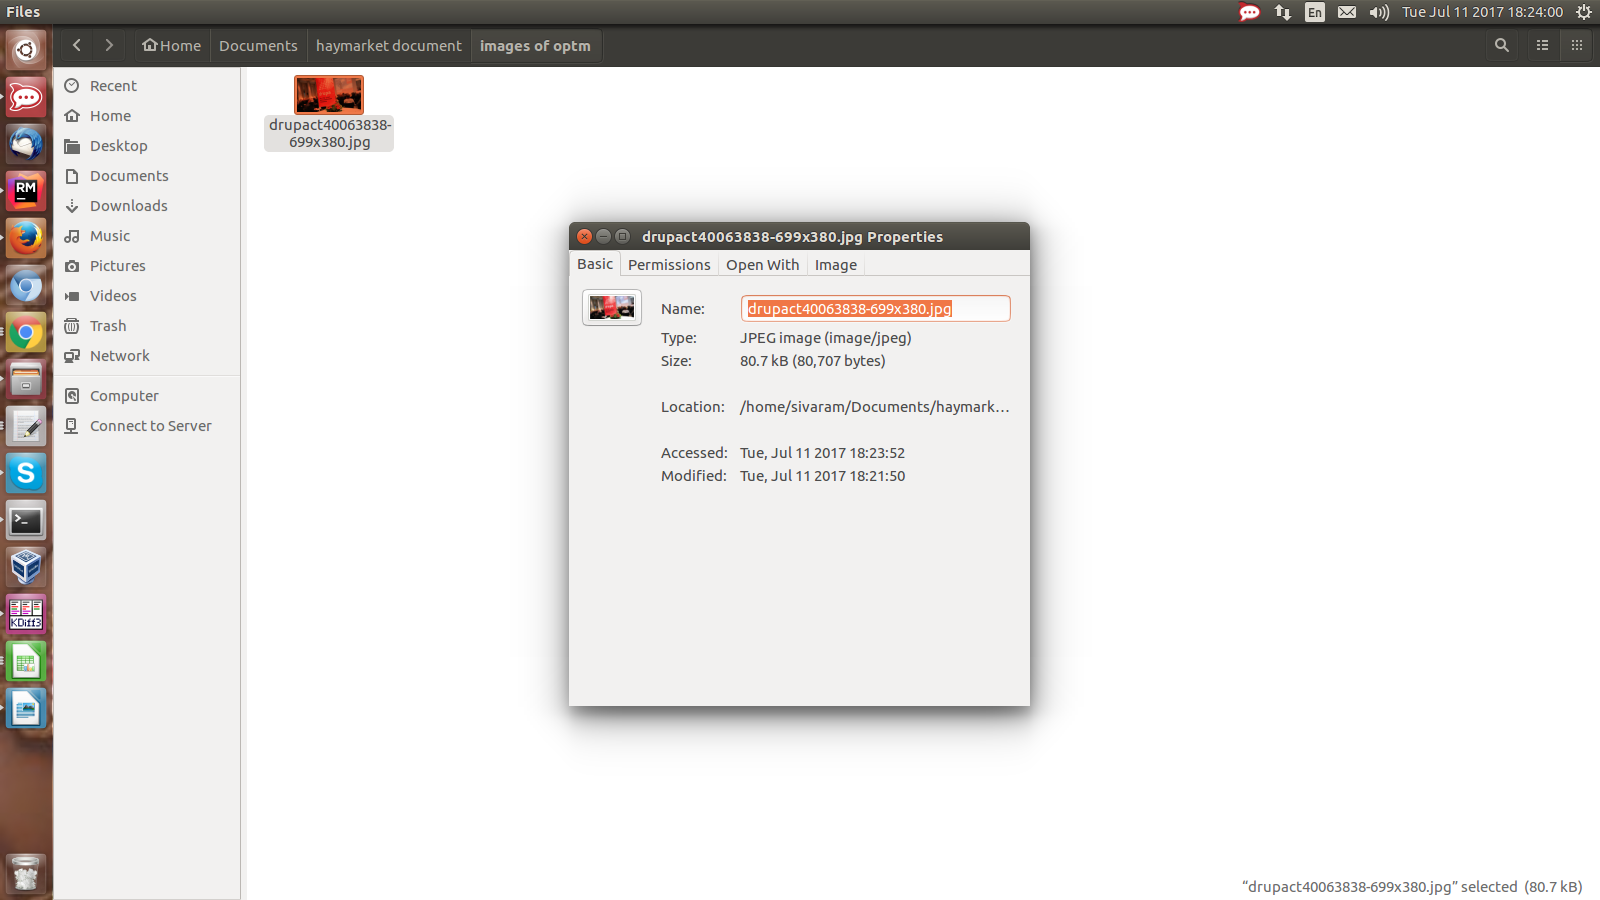 Files
En
Tue Jul 11 2017 18:24:00
Home
Documents
haymarket document
images of optm
Recent
Home
Desktop
Documents
Downloads
Music
Pictures
Videos
Trash
Network
Computer
Connect to Server
drupact40063838-
699x380.jpg
drupact40063838-699x380.jpg Properties
Basic
Permissions
Open With
Image
Name: drupact40063838-699x380.jpg
Type: JPEG image (image/jpeg)
Size: 80.7 kB (80,707 bytes)
Location: /home/sivaram/Documents/haymark...
Accessed: Tue, Jul 11 2017 18:23:52
Modified: Tue, Jul 11 2017 18:21:50
RM
S
>_
KDiff3
“drupact40063838-699x380.jpg” selected (80.7 kB)